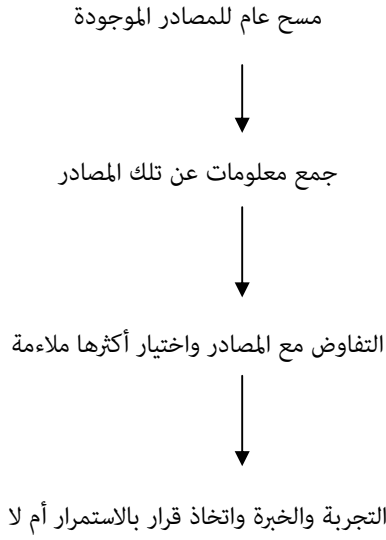 مسح عام للمصادر الموجودة
جمع معلومات عن تلك المصادر
التفاوض مع المصادر واختيار أكثرها ملاءمة
التجربة والخبرة واتخاذ قرار بالاستمرار أم لا